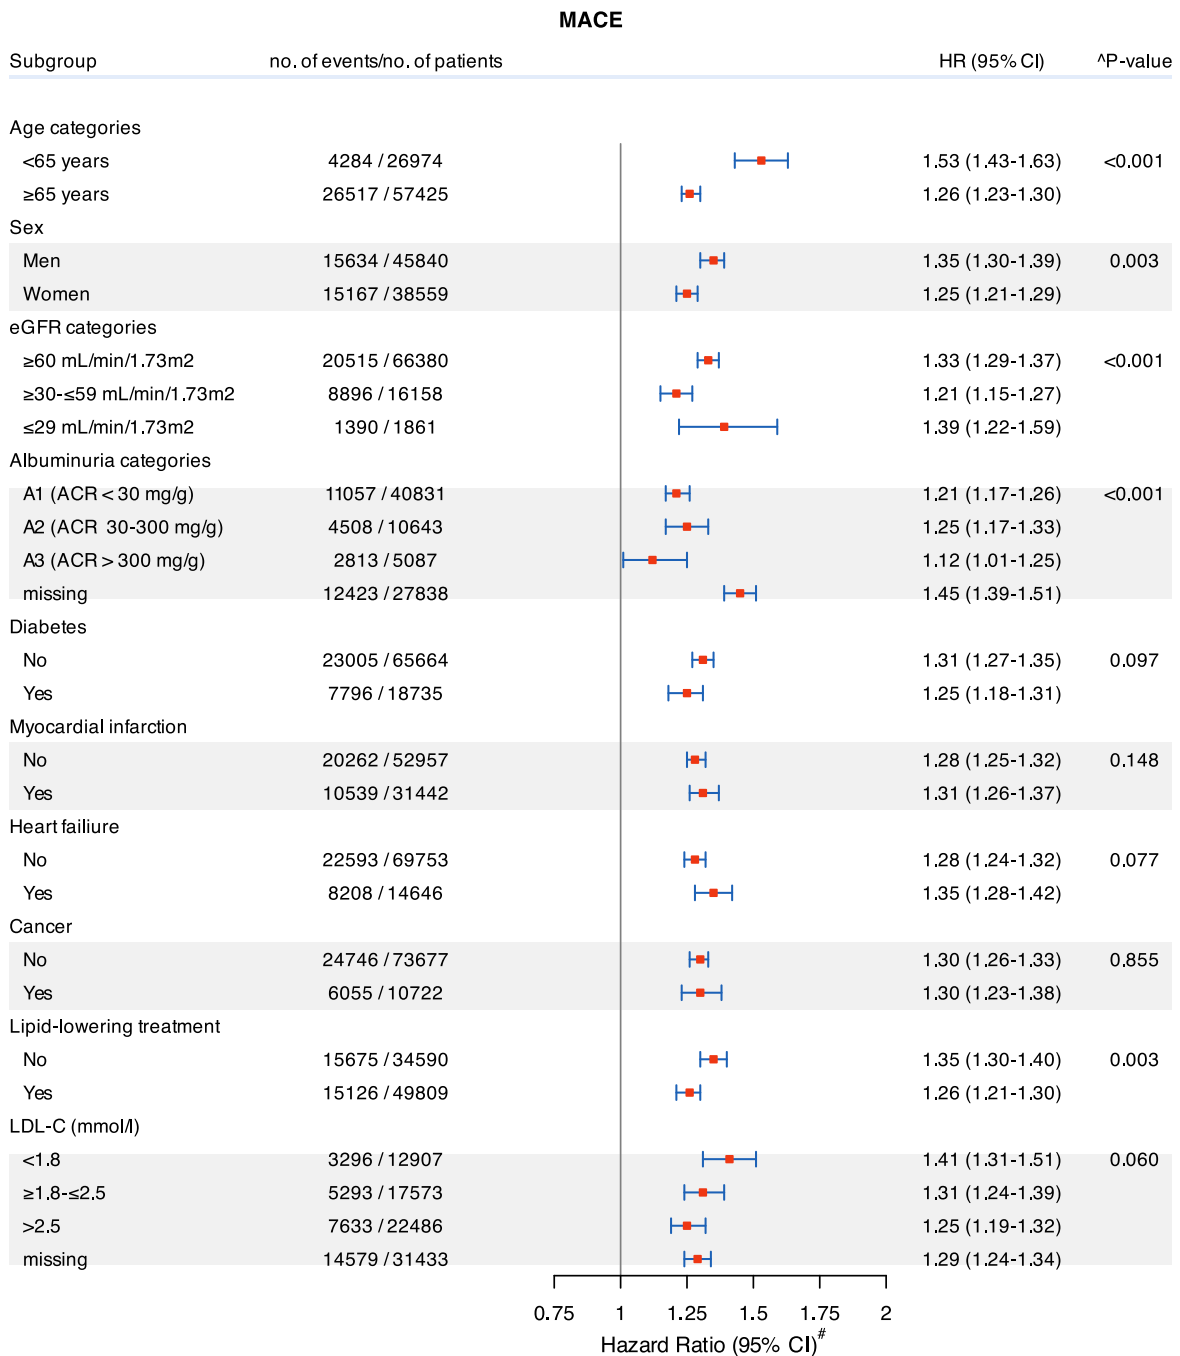 MACE
Subgroup no. of events/no. of patients HR (95% CI) ^P-value
Age categories
<65 years 4284 / 26974 1.53 (1.43-1.63) <0.001
≥65 years 26517 / 57425 1.26 (1.23-1.30)
Sex
Men 15634 / 45840 1.35 (1.30-1.39) 0.003
Women 15167 / 38559 1.25 (1.21-1.29)
eGFR categories
≥60 mL/min/1.73m2 20515 / 66380 1.33 (1.29-1.37) <0.001
≥30-≤59 mL/min/1.73m2 8896 / 16158 1.21 (1.15-1.27)
≤29 mL/min/1.73m2 1390 / 1861 1.39 (1.22-1.59)
Albuminuria categories
A1 (ACR < 30 mg/g) 11057 / 40831 1.21 (1.17-1.26) <0.001
A2 (ACR 30-300 mg/g) 4508 / 10643 1.25 (1.17-1.33)
A3 (ACR > 300 mg/g) 2813 / 5087 1.12 (1.01-1.25)
missing 12423 / 27838 1.45 (1.39-1.51)
Diabetes
No 23005 / 65664 1.31 (1.27-1.35) 0.097
Yes 7796 / 18735 1.25 (1.18-1.31)
Myocardial infarction
No 20262 / 52957 1.28 (1.25-1.32) 0.148
Yes 10539 / 31442 1.31 (1.26-1.37)
Heart failiure
No 22593 / 69753 1.28 (1.24-1.32) 0.077
Yes 8208 / 14646 1.35 (1.28-1.42)
Cancer
No 24746 / 73677 1.30 (1.26-1.33) 0.855
Yes 6055 / 10722 1.30 (1.23-1.38)
Lipid-lowering treatment
No 15675 / 34590 1.35 (1.30-1.40) 0.003
Yes 15126 / 49809 1.26 (1.21-1.30)
LDL-C (mmol/l)
<1.8 3296 / 12907 1.41 (1.31-1.51) 0.060
≥1.8-≤2.5 5293 / 17573 1.31 (1.24-1.39)
>2.5 7633 / 22486 1.25 (1.19-1.32)
missing 14579 / 31433 1.29 (1.24-1.34)
0.75 1 1.25 1.5 1.75 2
Hazard Ratio (95% CI)#